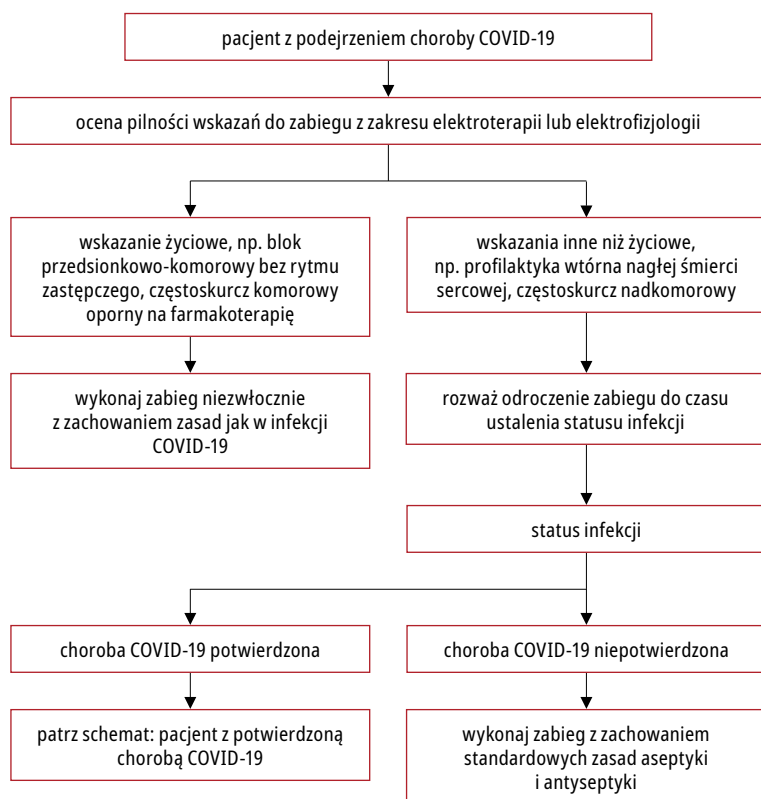 pacjent z podejrzeniem choroby COVID-19
ocena pilności wskazań do zabiegu z zakresu elektroterapii lub elektrofizjologii
wskazanie życiowe, np. blok
przedsionkowo-komorowy bez rytmu
zastępczego, częstoskurcz komorowy
oporny na farmakoterapię
wskazania inne niż życiowe,
np. profilaktyka wtórna nagłej śmierci
sercowej, częstoskurcz nadkomorowy
wykonaj zabieg niezwłocznie
z zachowaniem zasad jak w infekcji
COVID-19
rozważ odroczenie zabiegu do czasu
ustalenia statusu infekcji
status infekcji
choroba COVID-19 potwierdzona
choroba COVID-19 niepotwierdzona
patrz schemat: pacjent z potwierdzoną
chorobą COVID-19
wykonaj zabieg z zachowaniem
standardowych zasad aseptyki
i antyseptyki